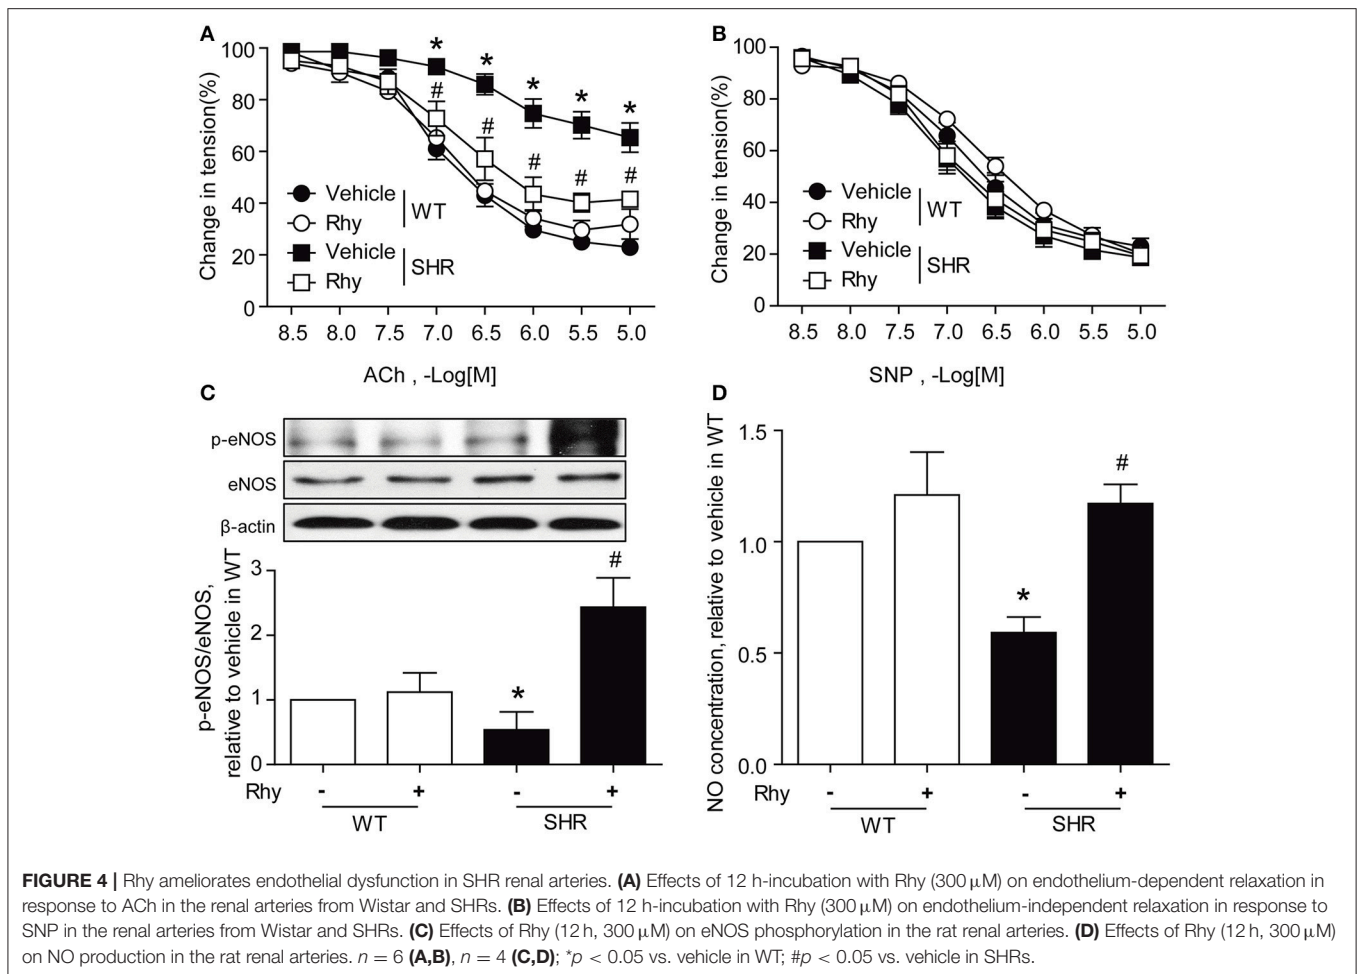 A
Change in tension(%)
100
80
60
40
20
0
* * * * *
# # # # #
Vehicle
Rhy
WT
Vehicle
Rhy
SHR
8.5 8.0 7.5 7.0 6.5 6.0 5.5 5.0
ACh , -Log[M]
B
Change in tension(%)
100
80
60
40
20
0
Vehicle
Rhy
WT
Vehicle
Rhy
SHR
8.5 8.0 7.5 7.0 6.5 6.0 5.5 5.0
SNP , -Log[M]
C
p-eNOS
eNOS
β-actin
p-eNOS/eNOS,
relative to vehicle in WT
3
2
1
0
*
#
Rhy - + - +
WT SHR
D
NO concentration, relative to vehicle in WT
1.5
1.0
0.5
0.0
*
#
Rhy - + - +
WT SHR
FIGURE 4 | Rhy ameliorates endothelial dysfunction in SHR renal arteries. (A) Effects of 12 h-incubation with Rhy (300 μM) on endothelium-dependent relaxation in
response to ACh in the renal arteries from Wistar and SHRs. (B) Effects of 12 h-incubation with Rhy (300 μM) on endothelium-independent relaxation in response to
SNP in the renal arteries from Wistar and SHRs. (C) Effects of Rhy (12 h, 300 μM) on eNOS phosphorylation in the rat renal arteries. (D) Effects of Rhy (12 h, 300 μM)
on NO production in the rat renal arteries. n = 6 (A,B), n = 4 (C,D); *p < 0.05 vs. vehicle in WT; #p < 0.05 vs. vehicle in SHRs.